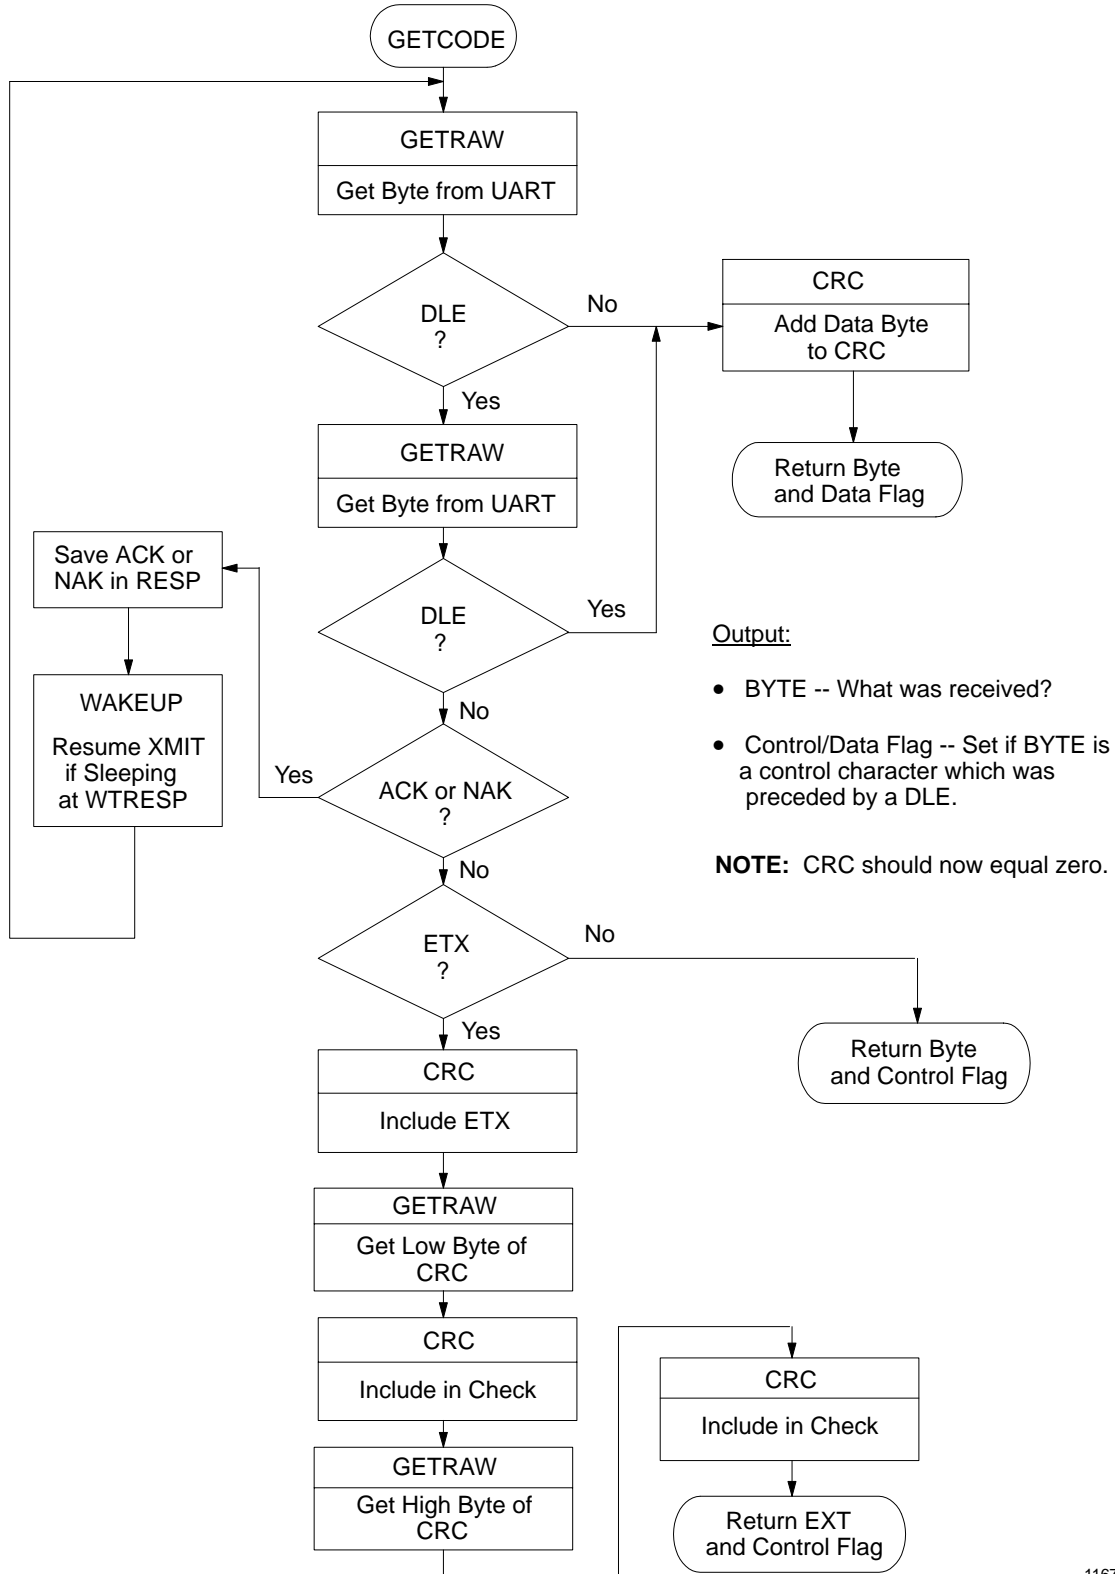 GETCODE
GETRAW
Get Byte from UART
DLE
?
No
CRC
Add Data Byte
to CRC
Yes
GETRAW
Get Byte from UART
Return Byte
and Data Flag
Save ACK or
NAK in RESP
DLE
?
Yes
Output:
• BYTE -- What was received?
• Control/Data Flag -- Set if BYTE is
a control character which was
preceded by a DLE.
NOTE: CRC should now equal zero.
WAKEUP
Resume XMIT
if Sleeping
at WTRESP
No
Yes
ACK or NAK
?
No
ETX
?
No
Yes
Return Byte
and Control Flag
CRC
Include ETX
GETRAW
Get Low Byte of
CRC
CRC
Include in Check
GETRAW
Get High Byte of
CRC
CRC
Include in Check
Return EXT
and Control Flag